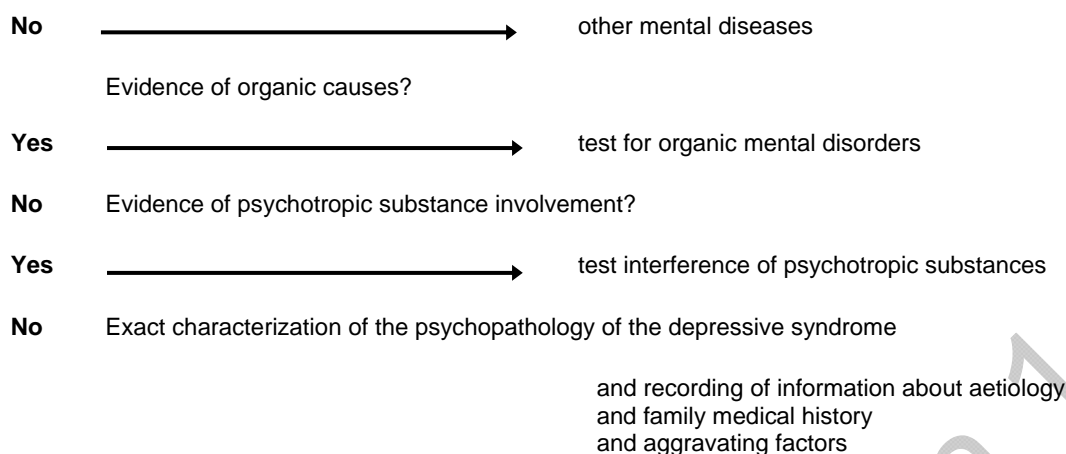 No other mental diseases
Evidence of organic causes?
Yes test for organic mental disorders
No Evidence of psychotropic substance involvement?
Yes test interference of psychotropic substances
No Exact characterization of the psychopathology of the depressive syndrome
and recording of information about aetiology
and family medical history
and aggravating factors